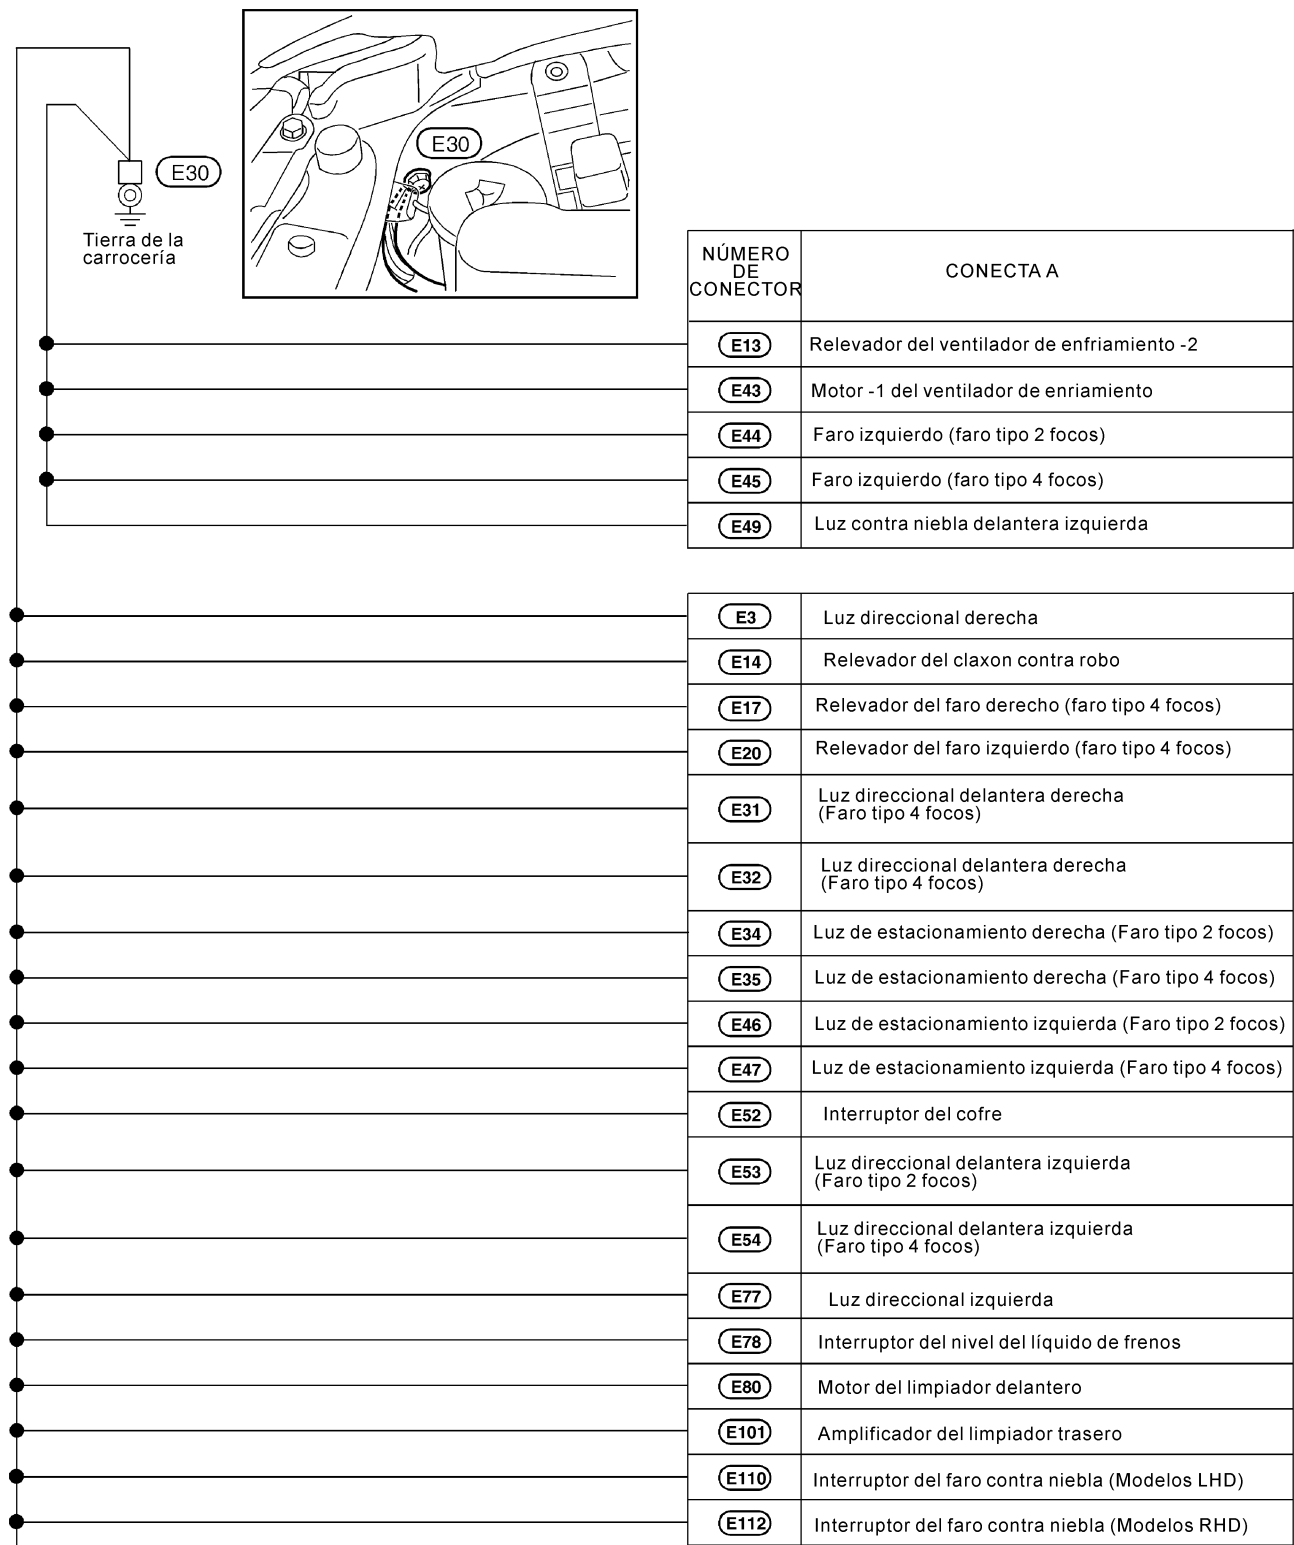 E30
E30
Tierra de la
carrocería
NÚMERO
DE
CONECTOR
CONECTA A
E13 Relevador del ventilador de enfriamiento -2
E43 Motor -1 del ventilador de enriamiento
E44 Faro izquierdo (faro tipo 2 focos)
E45 Faro izquierdo (faro tipo 4 focos)
E49 Luz contra niebla delantera izquierda
E3 Luz direccional derecha
E14 Relevador del claxon contra robo
E17 Relevador del faro derecho (faro tipo 4 focos)
E20 Relevador del faro izquierdo (faro tipo 4 focos)
E31 Luz direccional delantera derecha
(Faro tipo 4 focos)
E32 Luz direccional delantera derecha
(Faro tipo 4 focos)
E34 Luz de estacionamiento derecha (Faro tipo 2 focos)
E35 Luz de estacionamiento derecha (Faro tipo 4 focos)
E46 Luz de estacionamiento izquierda (Faro tipo 2 focos)
E47 Luz de estacionamiento izquierda (Faro tipo 4 focos)
E52 Interruptor del cofre
E53 Luz direccional delantera izquierda
(Faro tipo 2 focos)
E54 Luz direccional delantera izquierda
(Faro tipo 4 focos)
E77 Luz direccional izquierda
E78 Interruptor del nivel del líquido de frenos
E80 Motor del limpiador delantero
E101 Amplificador del limpiador trasero
E110 Interruptor del faro contra niebla (Modelos LHD)
E112 Interruptor del faro contra niebla (Modelos RHD)